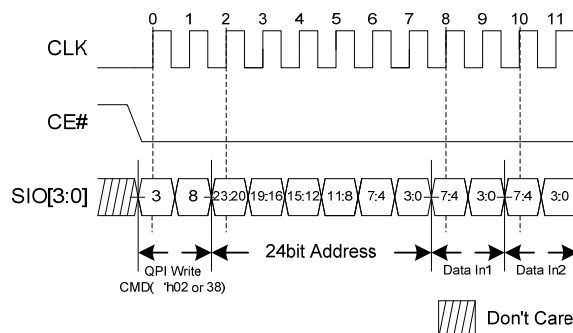 0 1 2 3 4 5 6 7 8 9 10 11
CLK
CE#
SIO[3:0] 3 8 23:20 19:16 15:12 11:8 7:4 3:0 7:4 3:0 7:4 3:0
QPI Write 24bit Address Data In1 Data In2
CMD( 'h02 or 38)
Don't Care